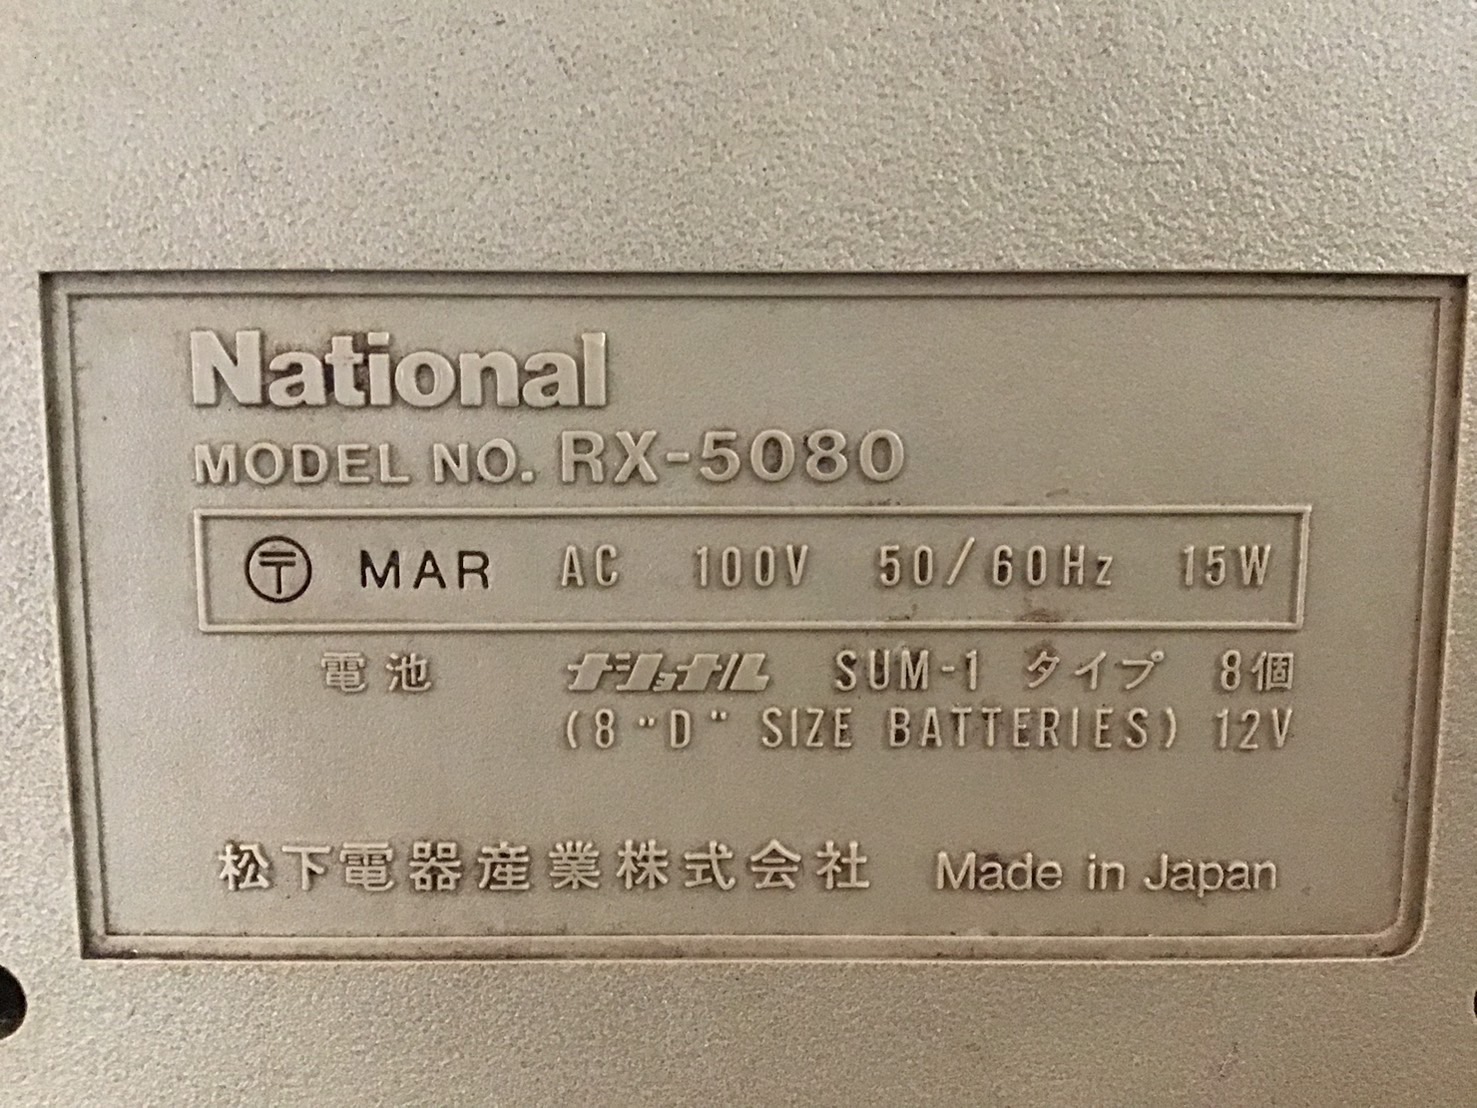 National
MODEL NO. RX-5080
〶 MAR AC 100V 50/60Hz 15W
電池 ナショナル SUM-1 タイプ 8個
(8 "D" SIZE BATTERIES) 12V
松下電器産業株式会社 Made in Japan